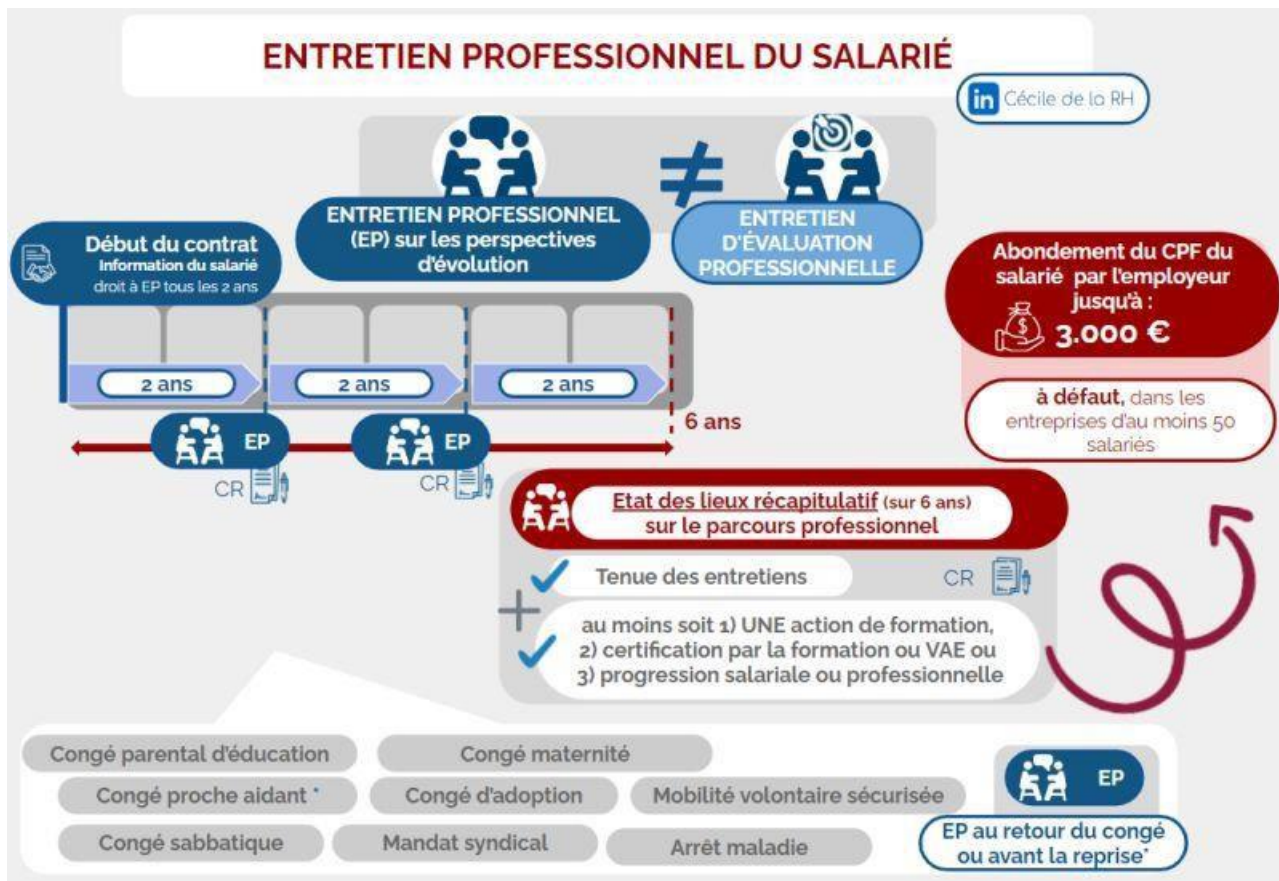 ENTRETIEN PROFESSIONNEL DU SALARIÉ
in Cécile de la RH
ENTRETIEN PROFESSIONNEL
(EP) sur les perspectives
d'évolution
≠
ENTRETIEN
D'ÉVALUATION
PROFESSIONNELLE
Début du contrat
Information du salarié
droit à EP tous les 2 ans
2 ans
2 ans
2 ans
6 ans
EP
EP
CR
CR
Abondement du CPF du
salarié par l'employeur
jusqu'à :
$ 3.000 €
à défaut, dans les
entreprises d'au moins 50
salariés
Etat des lieux récapitulatif (sur 6 ans)
sur le parcours professionnel
Tenue des entretiens
CR
+
au moins soit 1) UNE action de formation,
2) certification par la formation ou VAE ou
3) progression salariale ou professionnelle
Congé parental d'éducation
Congé maternité
Congé proche aidant *
Congé d'adoption
Mobilité volontaire sécurisée
Congé sabbatique
Mandat syndical
Arrêt maladie
EP
EP au retour du congé
ou avant la reprise*